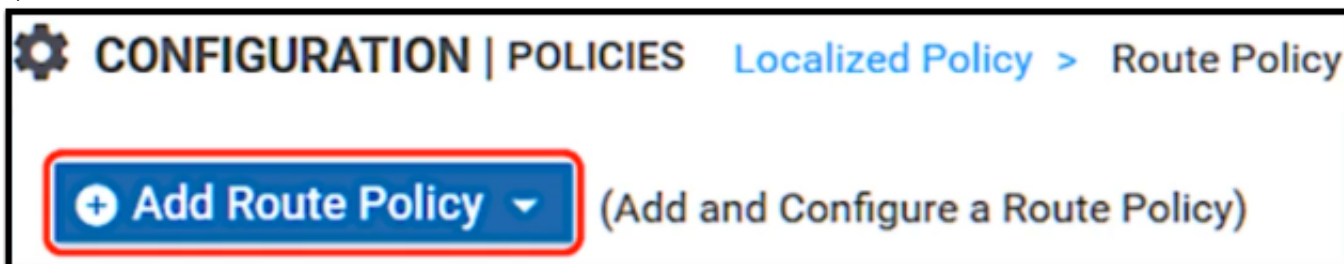 CONFIGURATION | POLICIES Localized Policy > Route Policy
Add Route Policy (Add and Configure a Route Policy)